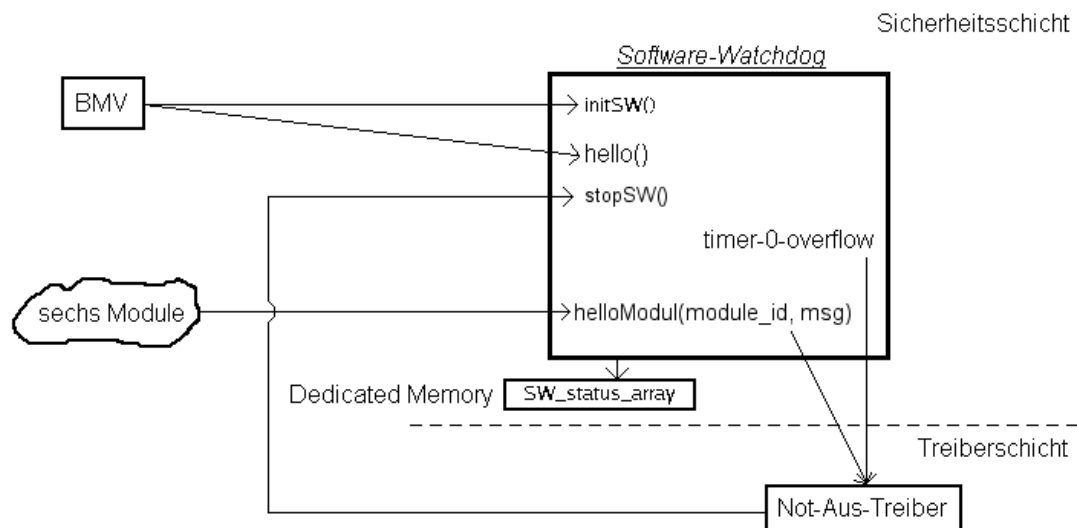 Sicherheitsschicht
Software-Watchdog
BMV
initSW()
hello()
stopSW()
timer-0-overflow
sechs Module
helloModul(module_id, msg)
Dedicated Memory
SW_status_array
Treiberschicht
Not-Aus-Treiber